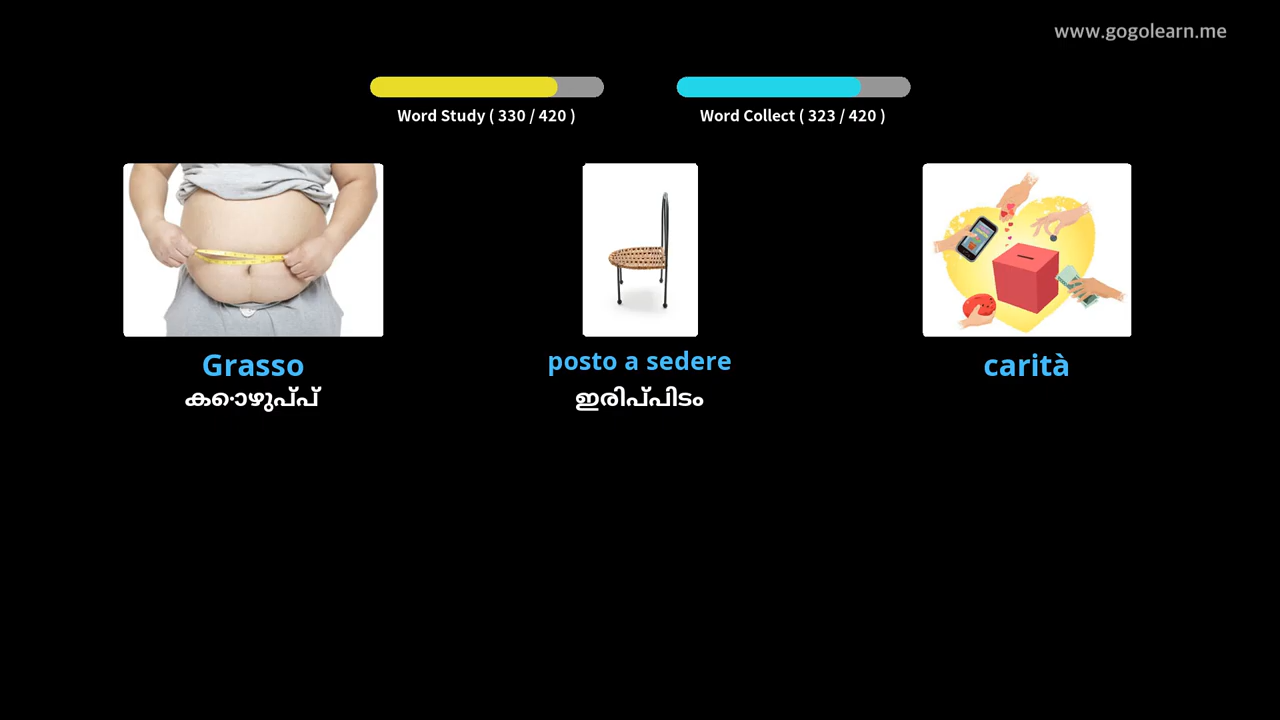 www.gogolearn.me
Word Study ( 330 / 420 )
Word Collect ( 323 / 420 )
Grasso
കൊഴുപ്പ്
posto a sedere
ഇരിപ്പിടം
carità